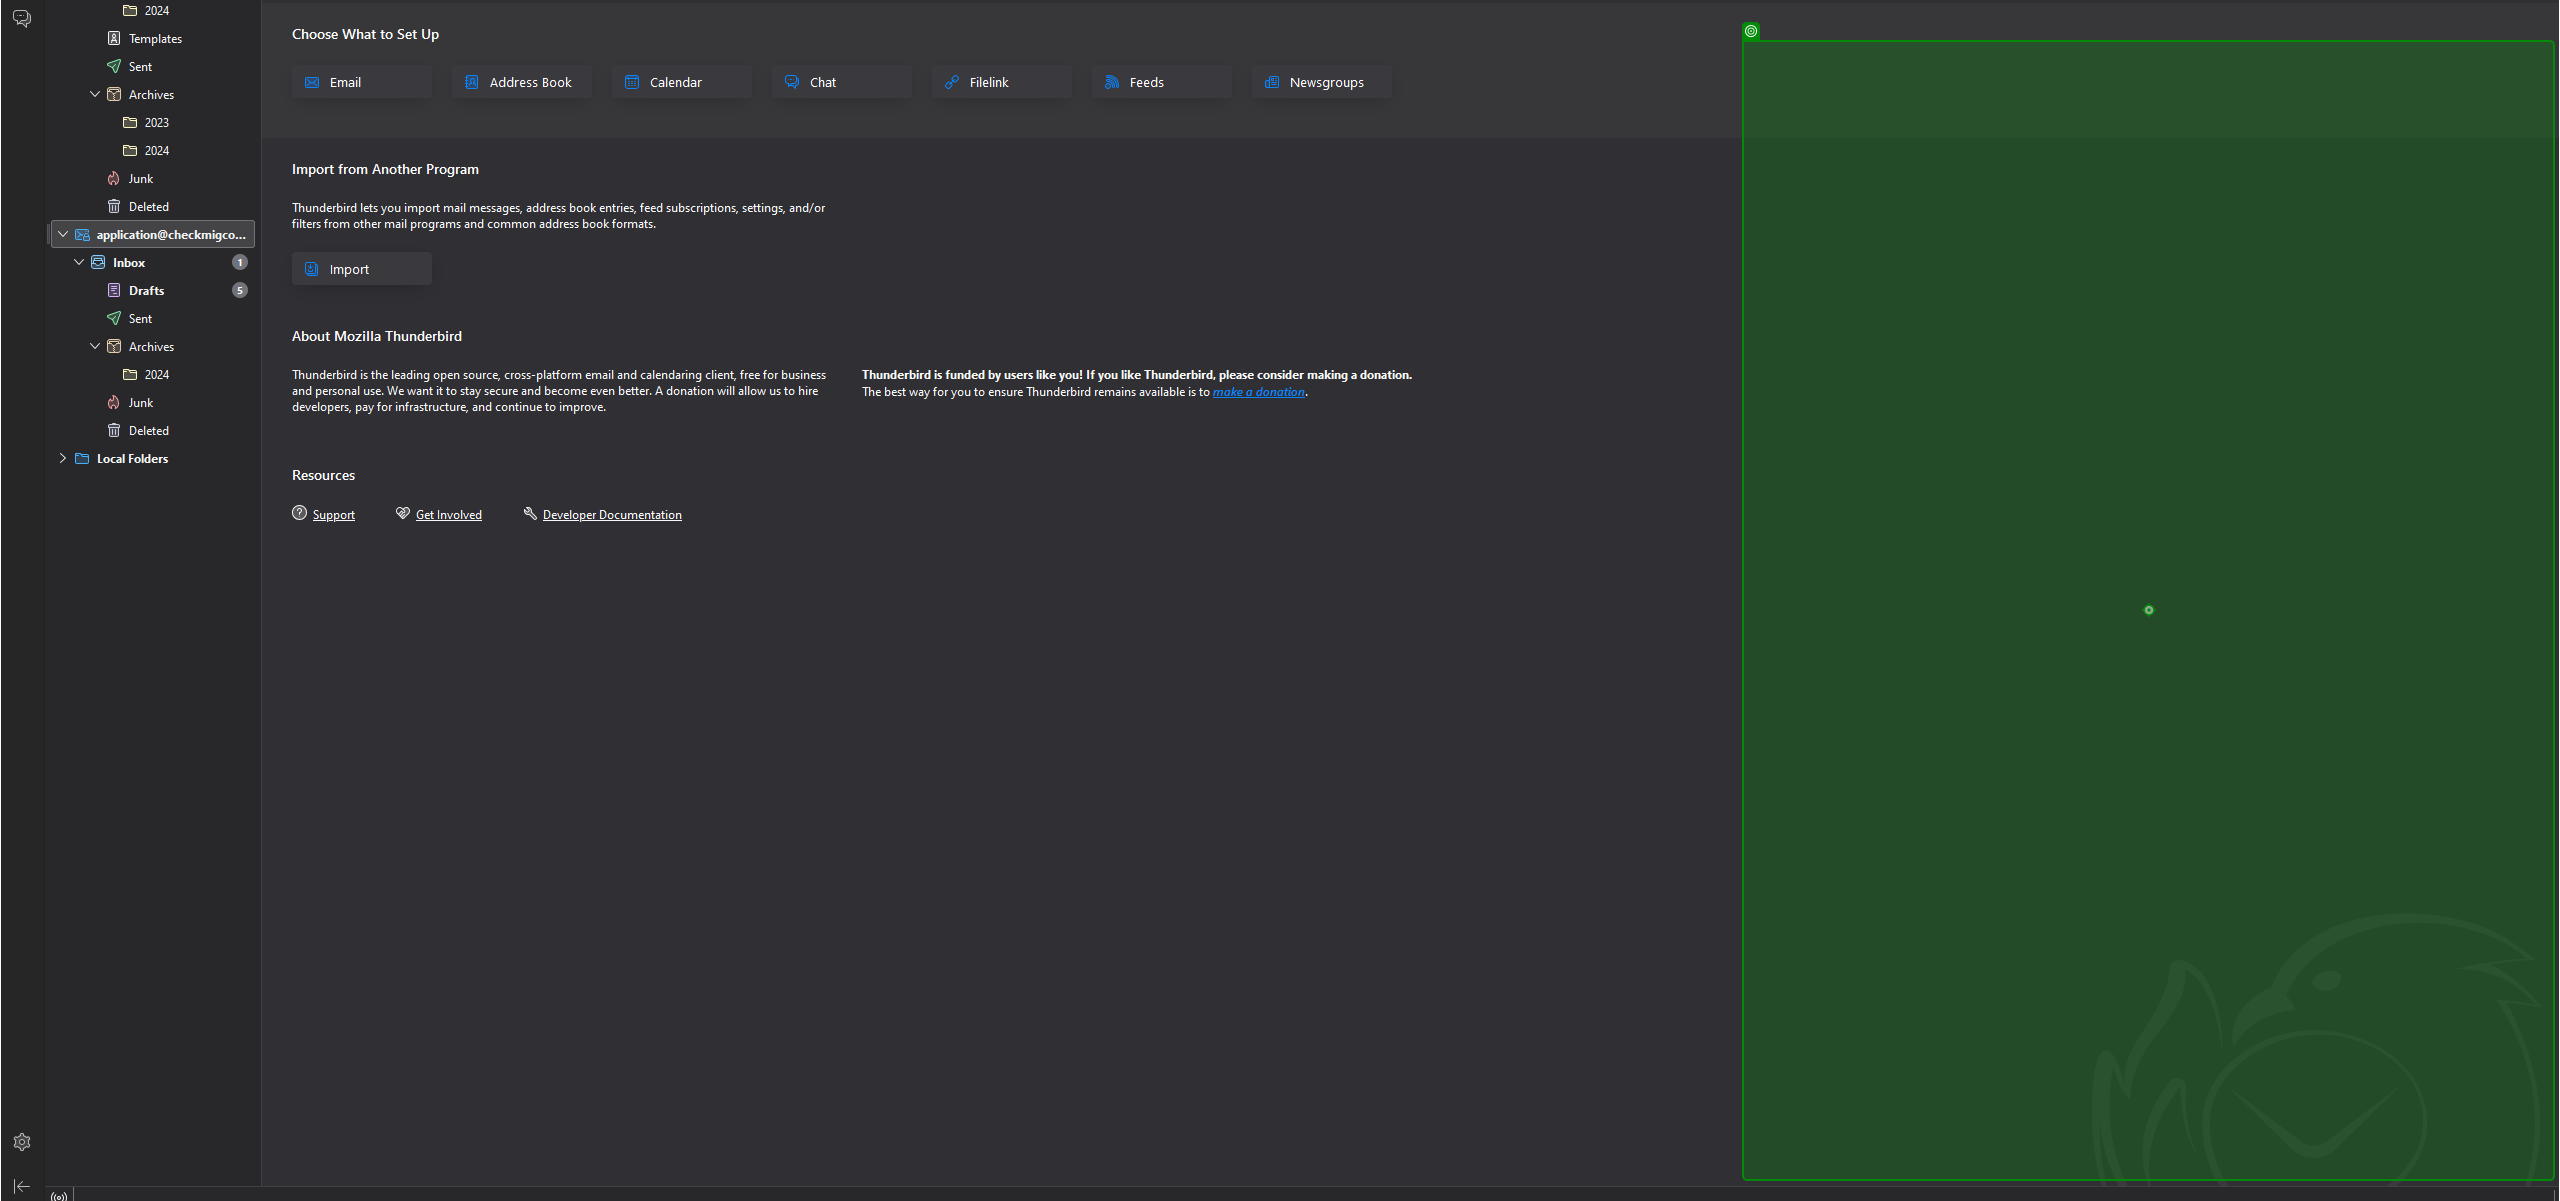 2024
Templates
Sent
Archives
2023
2024
Junk
Deleted
application@checkmigco...
Inbox
1
Drafts
5
Sent
Archives
2024
Junk
Deleted
Local Folders
Choose What to Set Up
Email
Address Book
Calendar
Chat
Filelink
Feeds
Newsgroups
Import from Another Program
Thunderbird lets you import mail messages, address book entries, feed subscriptions, settings, and/or
filters from other mail programs and common address book formats.
Import
About Mozilla Thunderbird
Thunderbird is the leading open source, cross-platform email and calendaring client, free for business
and personal use. We want it to stay secure and become even better. A donation will allow us to hire
developers, pay for infrastructure, and continue to improve.
Thunderbird is funded by users like you! If you like Thunderbird, please consider making a donation.
The best way for you to ensure Thunderbird remains available is to make a donation.
Resources
Support
Get Involved
Developer Documentation